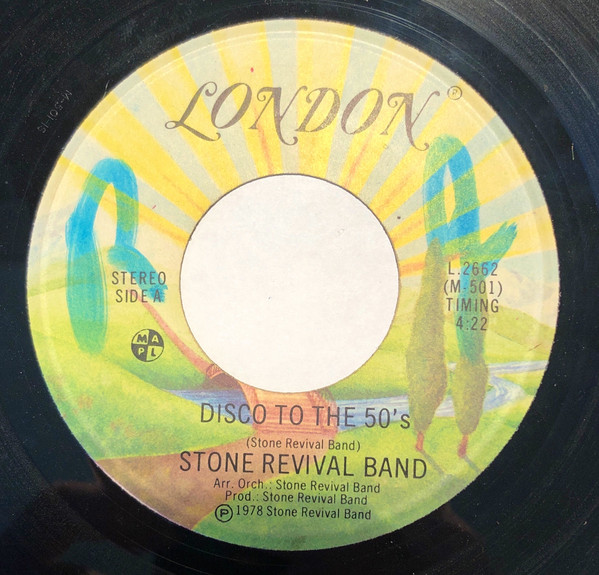 LONDON ®
STEREO
SIDE A
L.2662
(M-501)
TIMING
4:22
M A
P L
DISCO TO THE 50's
(Stone Revival Band)
STONE REVIVAL BAND
Arr. Orch.: Stone Revival Band
Prod.: Stone Revival Band
℗ 1978 Stone Revival Band